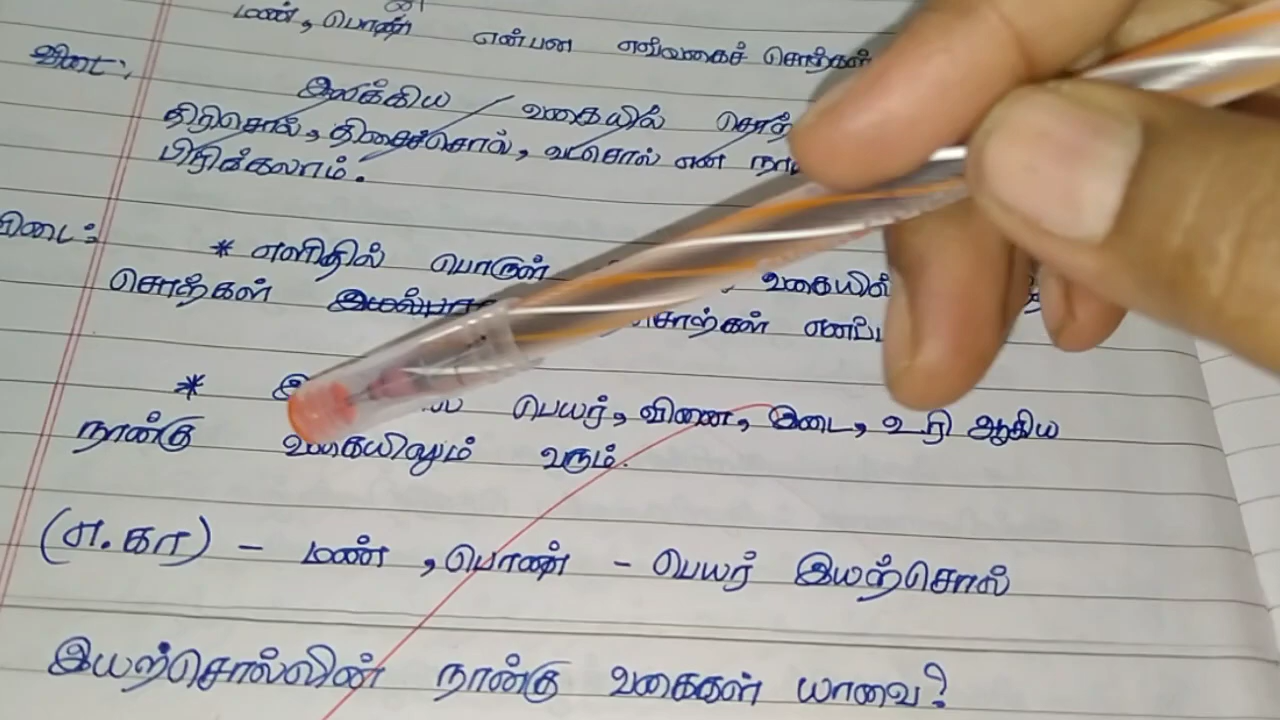 மண், பொன் என்பன எவ்வகைச் சொற்கள்
விடை:
இலக்கிய வகையில் சொற்
திரிசொல், திசைச்சொல், வடசொல் என நா
பிரிக்கலாம்.
விடை:
* எளிதில் பொருள் வகையில்
சொற்கள் சொற்கள் எனப்ப
* பெயர், வினை, இடை, உரி ஆகிய
நான்கு வகையிலும் வரும்.
(எ.கா) - மண், பொன் - பெயர் இயற்சொல்
இயற்சொல்லின் நான்கு வகைகள் யாவை?